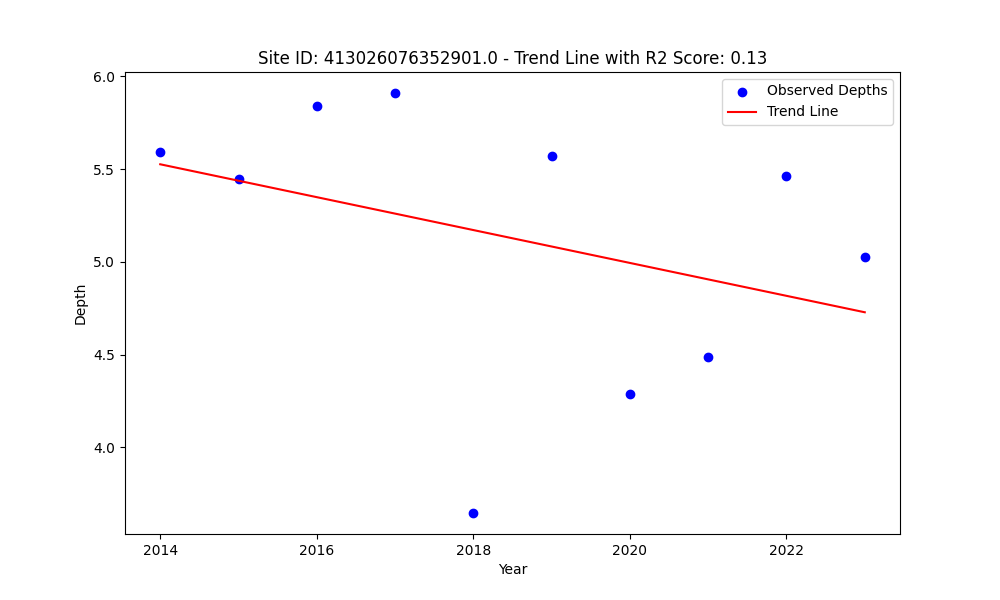 Site ID: 413026076352901.0 - Trend Line with R2 Score: 0.13
Observed Depths
Trend Line
6.0
5.5
5.0
4.5
4.0
Depth
2014
2016
2018
2020
2022
Year